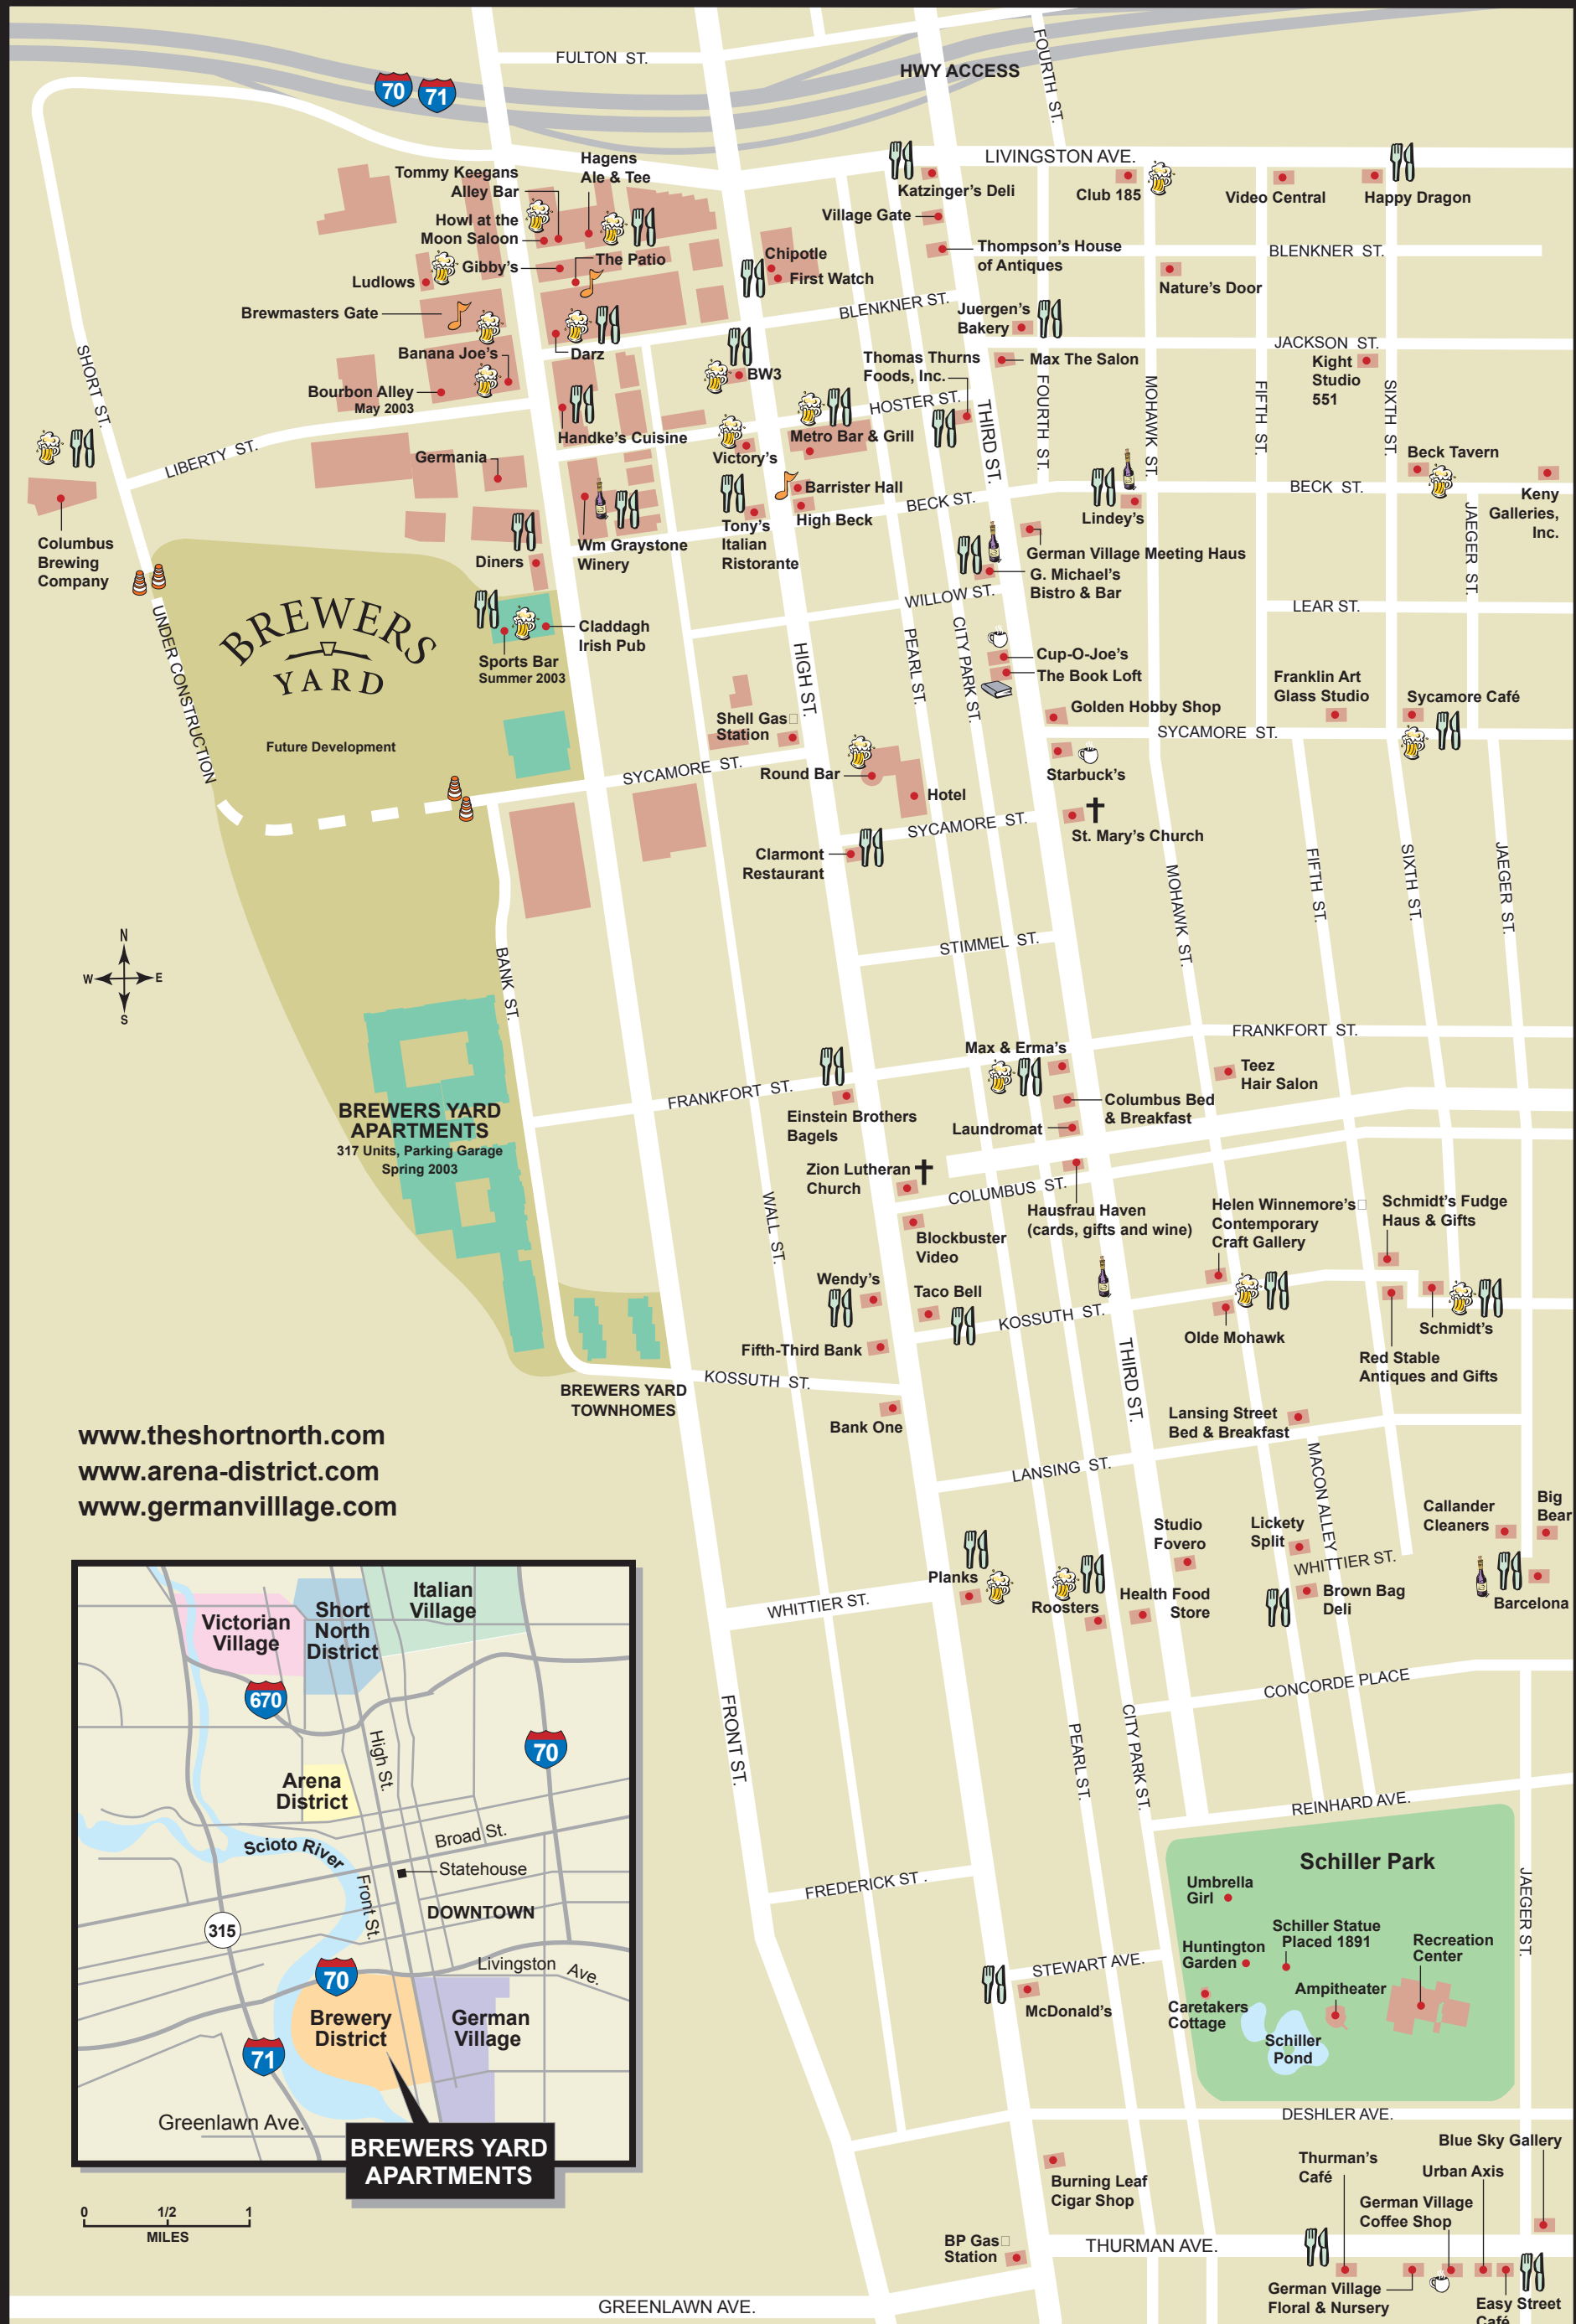 FULTON ST.
HWY ACCESS
FOURTH ST.
70
71
LIVINGSTON AVE.
Hagens
Ale & Tee
Tommy Keegans
Alley Bar
Howl at the
Moon Saloon
Gibby's
The Patio
Ludlows
Brewmasters Gate
Banana Joe's
Bourbon Alley
May 2003
Darz
Handke's Cuisine
Katzinger's Deli
Village Gate
Thompson's House
of Antiques
Club 185
Video Central
Happy Dragon
BLENKNER ST.
Nature's Door
Chipotle
First Watch
BLENKNER ST.
Juergen's
Bakery
JACKSON ST.
Kight
Studio
551
Thomas Thurns
Foods, Inc.
Max The Salon
BW3
HOSTER ST.
THIRD ST.
FOURTH ST.
MOHAWK ST.
FIFTH ST.
SIXTH ST.
SHORT ST.
LIBERTY ST.
Germania
Victory's
Metro Bar & Grill
Barrister Hall
High Beck
BECK ST.
BECK ST.
Lindey's
Beck Tavern
Keny
Galleries,
Inc.
JAEGER ST.
Columbus
Brewing
Company
Diners
Wm Graystone
Winery
Tony's
Italian
Ristorante
German Village Meeting Haus
G. Michael's
Bistro & Bar
WILLOW ST.
LEAR ST.
UNDER CONSTRUCTION
BREWERS
YARD
Future Development
Claddagh
Irish Pub
Sports Bar
Summer 2003
HIGH ST.
PEARL ST.
CITY PARK ST.
Cup-O-Joe's
The Book Loft
Franklin Art
Glass Studio
Sycamore Café
Golden Hobby Shop
SYCAMORE ST.
Shell Gas
Station
SYCAMORE ST.
Round Bar
Hotel
Starbuck's
SYCAMORE ST.
St. Mary's Church
Clarmont
Restaurant
MOHAWK ST.
FIFTH ST.
SIXTH ST.
JAEGER ST.
N
W
E
S
BANK ST.
STIMMEL ST.
FRANKFORT ST.
Max & Erma's
Teez
Hair Salon
FRANKFORT ST.
Columbus Bed
& Breakfast
Einstein Brothers
Bagels
Laundromat
BREWERS YARD
APARTMENTS
317 Units, Parking Garage
Spring 2003
Zion Lutheran
Church
COLUMBUS ST.
Hausfrau Haven
(cards, gifts and wine)
Helen Winnemore's
Contemporary
Craft Gallery
Schmidt's Fudge
Haus & Gifts
WALL ST.
Blockbuster
Video
Wendy's
Taco Bell
KOSSUTH ST.
Olde Mohawk
Schmidt's
Red Stable
Antiques and Gifts
Fifth-Third Bank
THIRD ST.
KOSSUTH ST.
BREWERS YARD
TOWNHOMES
Bank One
Lansing Street
Bed & Breakfast
LANSING ST.
MACON ALLEY
www.theshortnorth.com
www.arena-district.com
www.germanvilllage.com
Callander
Cleaners
Big
Bear
Studio
Fovero
Lickety
Split
WHITTIER ST.
Planks
Roosters
Health Food
Store
Brown Bag
Deli
Barcelona
WHITTIER ST.
FRONT ST.
PEARL ST.
CITY PARK ST.
CONCORDE PLACE
REINHARD AVE.
Victorian
Village
Short
North
District
Italian
Village
670
70
High St.
Arena
District
Scioto River
Broad St.
Statehouse
Front St.
DOWNTOWN
315
Livingston Ave.
70
Brewery
District
German
Village
71
Greenlawn Ave.
BREWERS YARD
APARTMENTS
0 1/2 1
MILES
Schiller Park
Umbrella
Girl
Schiller Statue
Placed 1891
Huntington
Garden
Recreation
Center
Ampitheater
Caretakers
Cottage
Schiller
Pond
JAEGER ST.
FREDERICK ST.
STEWART AVE.
McDonald's
DESHLER AVE.
Burning Leaf
Cigar Shop
Blue Sky Gallery
Thurman's
Café
Urban Axis
German Village
Coffee Shop
BP Gas
Station
THURMAN AVE.
German Village
Floral & Nursery
Easy Street
Café
GREENLAWN AVE.